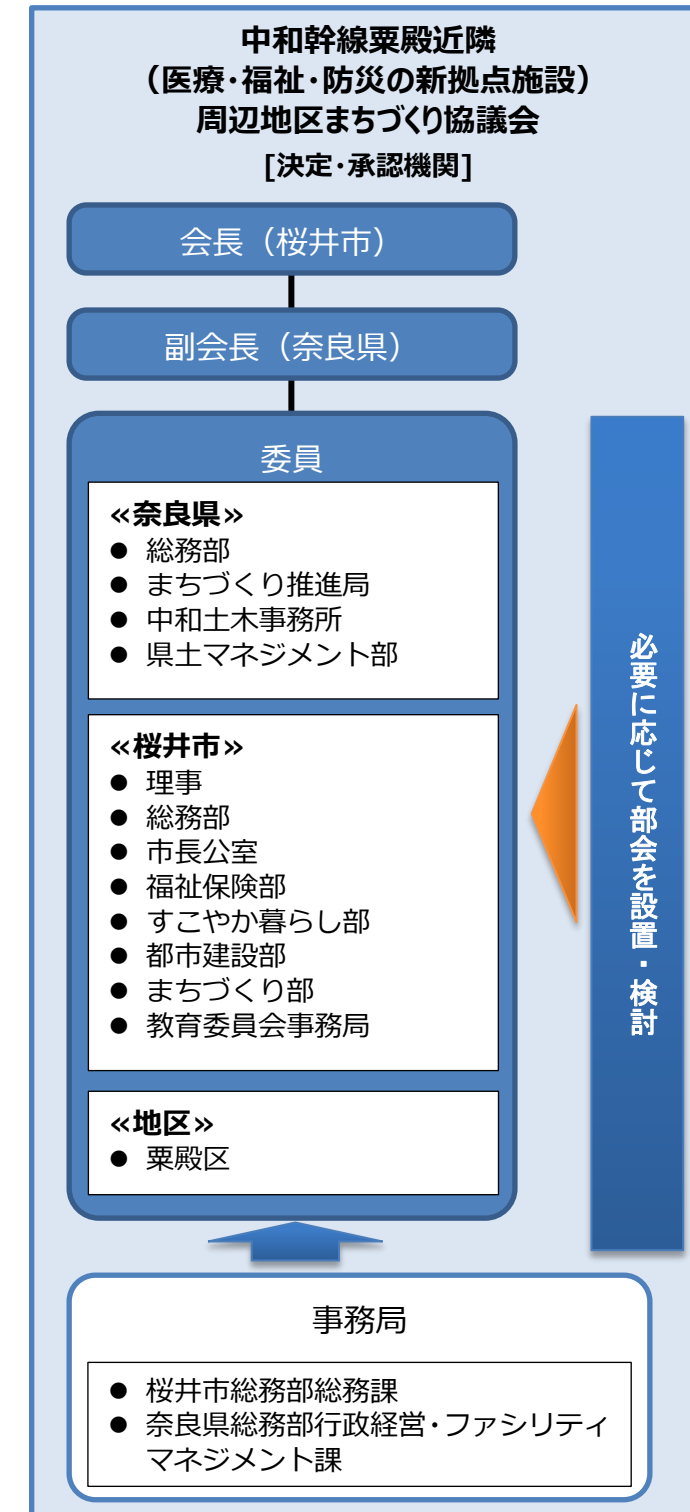 中和幹線粟殿近隣
（医療・福祉・防災の新拠点施設）
周辺地区まちづくり協議会
[決定・承認機関]
会長（桜井市）
副会長（奈良県）
委員
≪奈良県≫
● 総務部
● まちづくり推進局
● 中和土木事務所
● 県土マネジメント部
≪桜井市≫
● 理事
● 総務部
● 市長公室
● 福祉保険部
● すこやか暮らし部
● 都市建設部
● まちづくり部
● 教育委員会事務局
≪地区≫
● 粟殿区
必要に応じて部会を設置・検討
事務局
● 桜井市総務部総務課
● 奈良県総務部行政経営・ファシリティ
マネジメント課